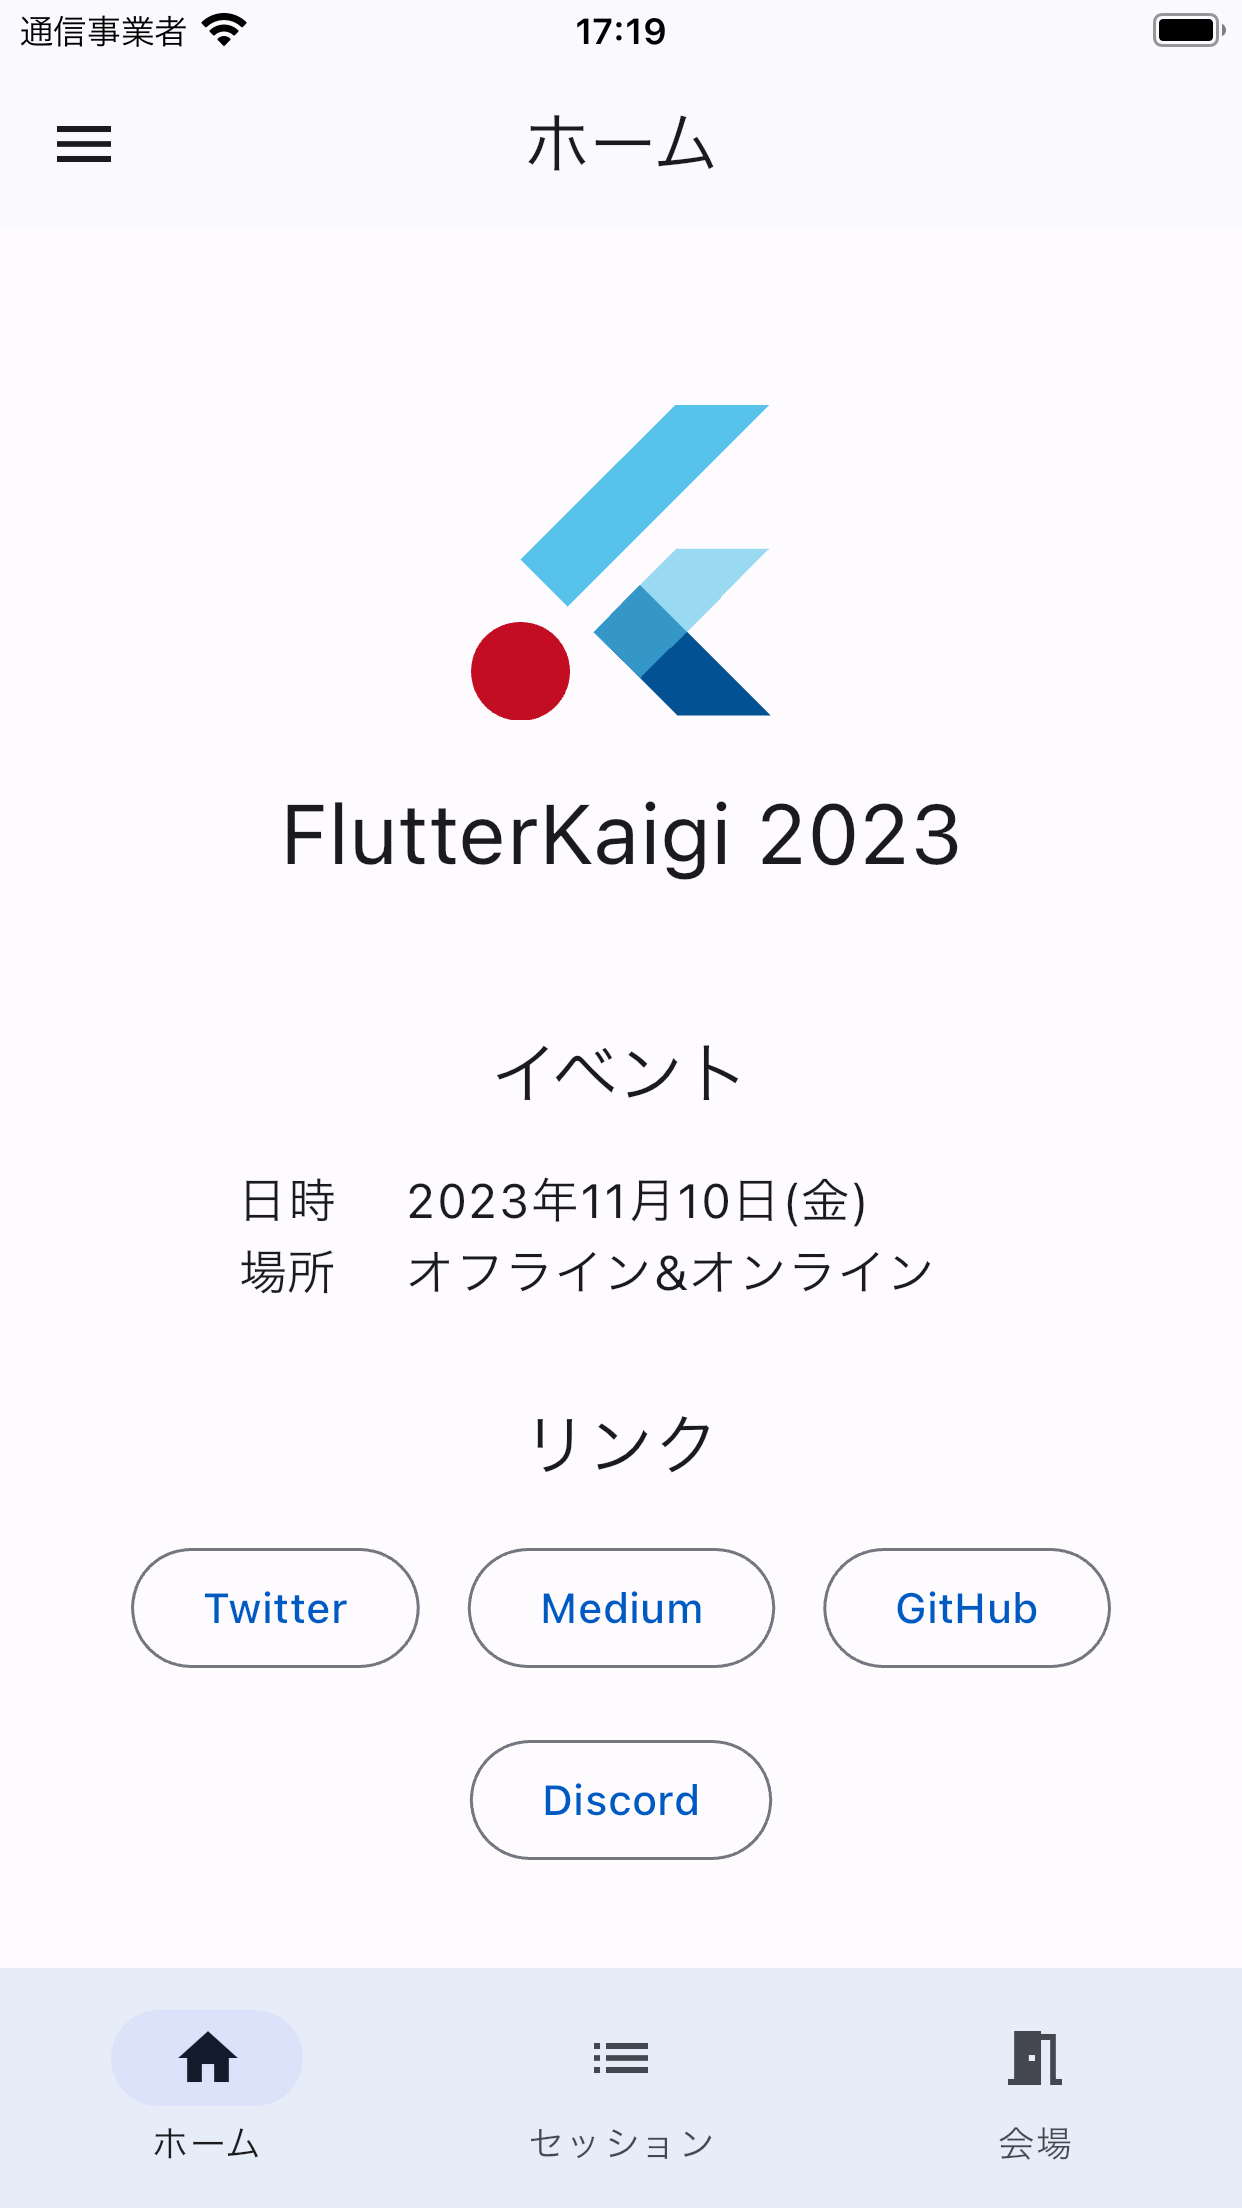 通信事業者 17:19
ホーム
FlutterKaigi 2023
イベント
日時 2023年11月10日(金)
場所 オフライン&オンライン
リンク
Twitter Medium GitHub
Discord
ホーム セッション 会場